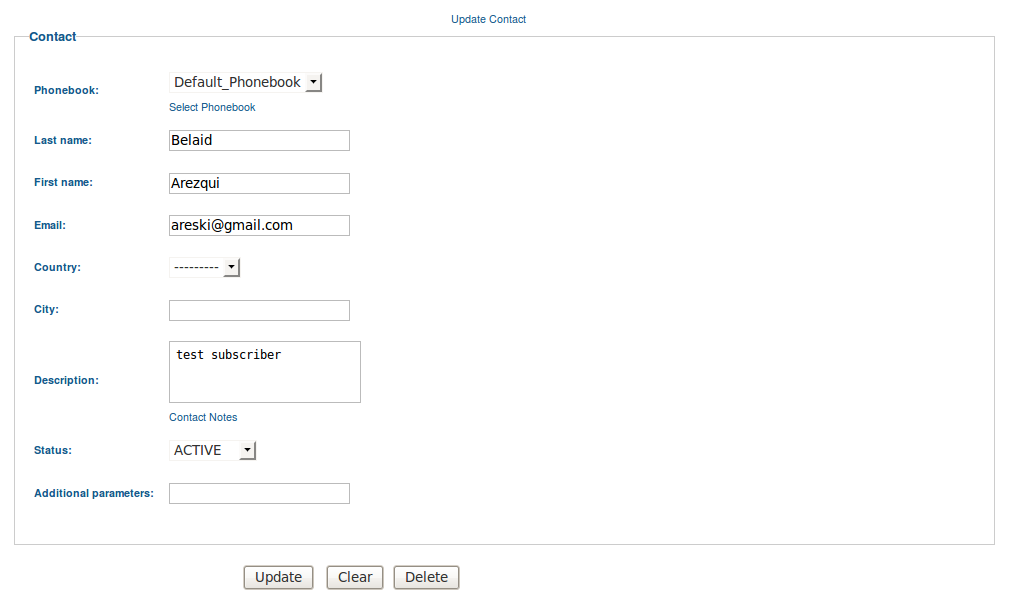 Update Contact
Contact
Phonebook: Default_Phonebook
Select Phonebook
Last name: Belaid
First name: Arezqui
Email: areski@gmail.com
Country: ---------
City:
Description: test subscriber
Contact Notes
Status: ACTIVE
Additional parameters:
Update Clear Delete